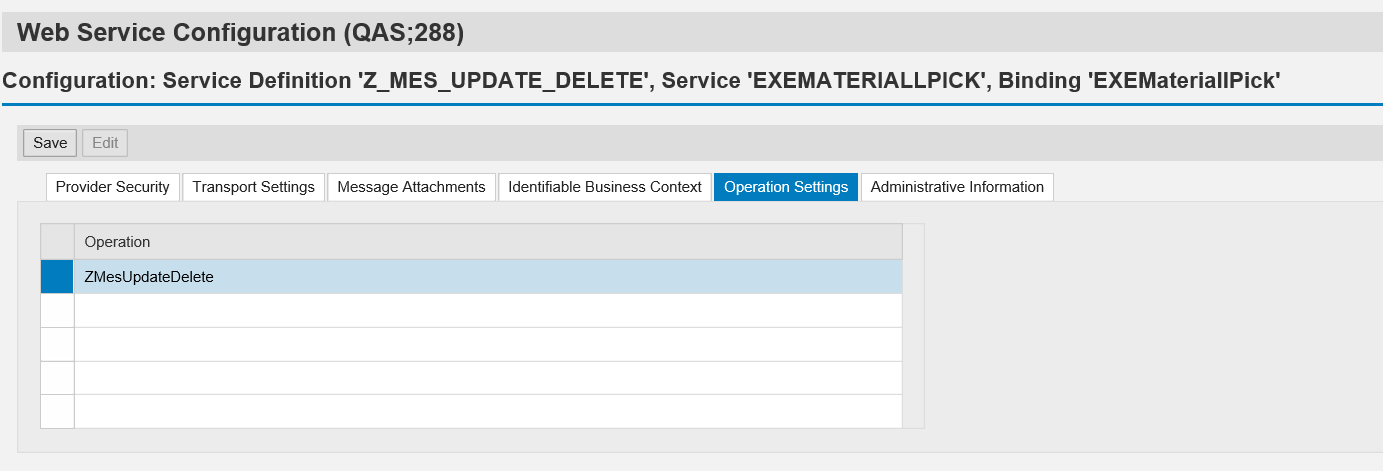 Web Service Configuration (QAS;288)
Configuration: Service Definition 'Z_MES_UPDATE_DELETE', Service 'EXEMATERIALLPICK', Binding 'EXEMateriallPick'
Save Edit
Provider Security Transport Settings Message Attachments Identifiable Business Context Operation Settings Administrative Information
Operation
ZMesUpdateDelete